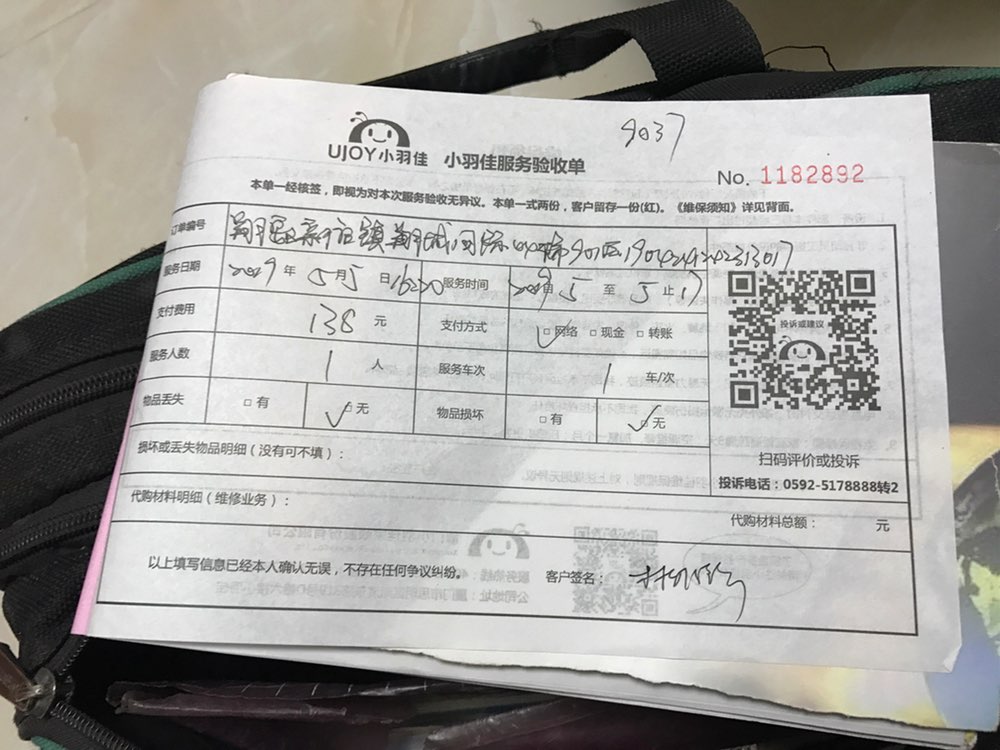 9037
UJOY小羽佳 小羽佳服务验收单
No. 1182892
本单一经核签，即视为对本次服务验收无异议。本单一式两份，客户留存一份(红)。《维保须知》详见背面。
订单编号 翔
服务日期 2019 年 5月5日 服务时间 至 止
支付费用 138 元 支付方式 □网络 □现金 □转账
服务人数 1 人 服务车次 1 车/次
物品丢失 □有 □无 物品损坏 □有 □无
投诉或建议
损坏或丢失物品明细（没有可不填）：
扫码评价或投诉
投诉电话：0592-5178888转2
代购材料明细（维修业务）：
代购材料总额： 元
以上填写信息已经本人确认无误，不存在任何争议纠纷。 客户签名：